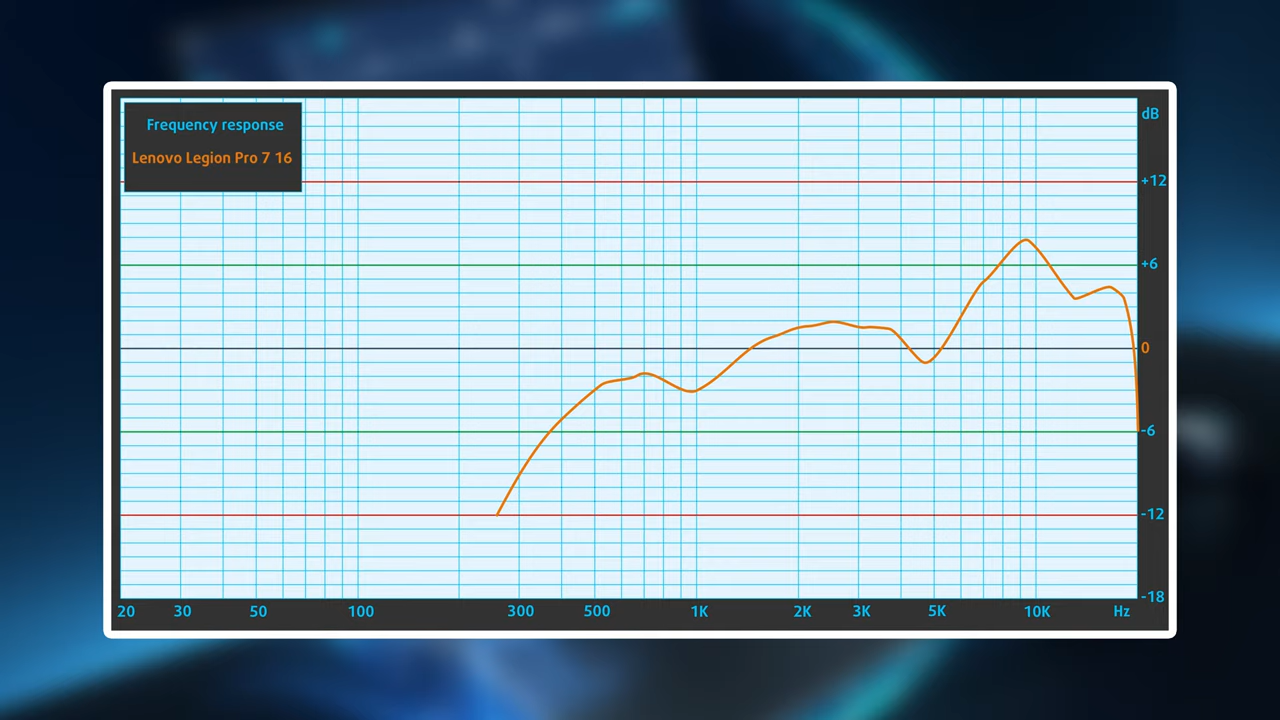 Frequency response
Lenovo Legion Pro 7 16
dB
+12
+6
0
-6
-12
-18
20 30 50 100 300 500 1K 2K 3K 5K 10K Hz